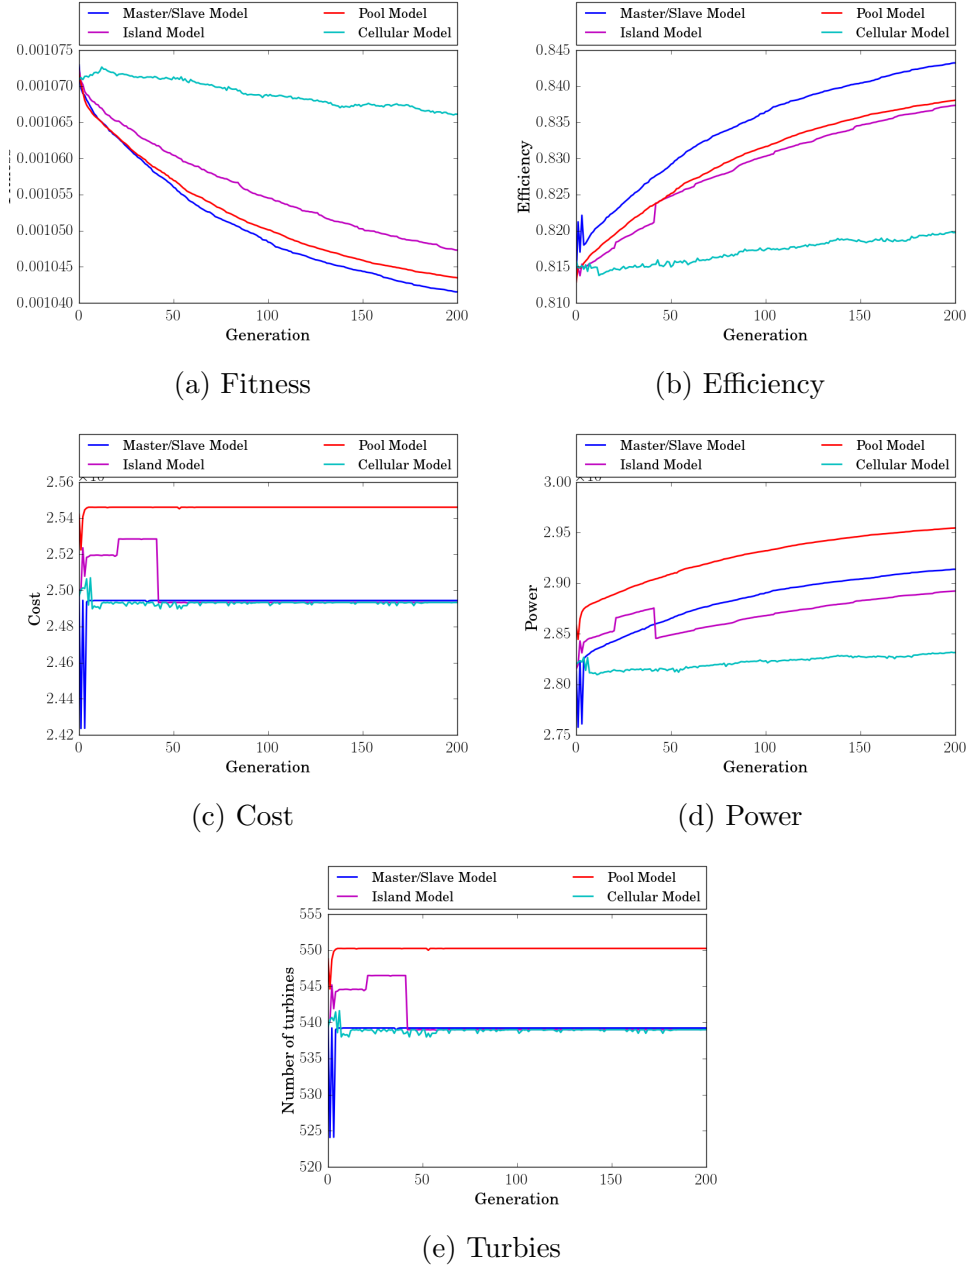 Master/Slave Model
Island Model
Pool Model
Cellular Model
0.001075
0.001070
0.001065
0.001060
0.001055
0.001050
0.001045
0.001040
0 50 100 150 200
Generation
(a) Fitness
Master/Slave Model
Island Model
Pool Model
Cellular Model
0.845
0.840
0.835
0.830
0.825
0.820
0.815
0.810
Efficiency
0 50 100 150 200
Generation
(b) Efficiency
Master/Slave Model
Island Model
Pool Model
Cellular Model
2.56
2.54
2.52
2.50
2.48
2.46
2.44
2.42
Cost
0 50 100 150 200
Generation
(c) Cost
Master/Slave Model
Island Model
Pool Model
Cellular Model
3.00
2.95
2.90
2.85
2.80
2.75
Power
0 50 100 150 200
Generation
(d) Power
Master/Slave Model
Island Model
Pool Model
Cellular Model
555
550
545
540
535
530
525
520
Number of turbines
0 50 100 150 200
Generation
(e) Turbies